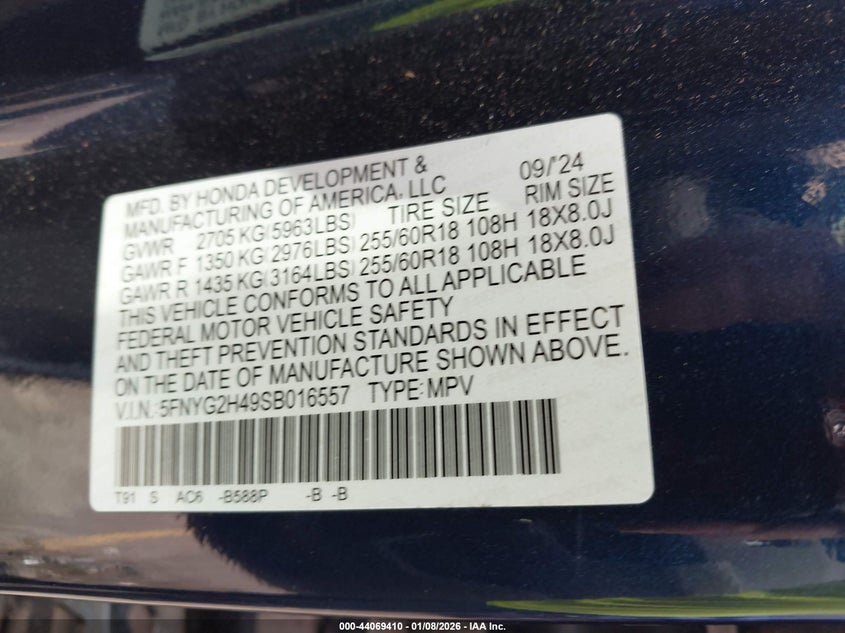 MFD. BY HONDA DEVELOPMENT & 09/'24
MANUFACTURING OF AMERICA, LLC
GVWR 2705 KG(5963LBS) TIRE SIZE RIM SIZE
GAWR F 1350 KG(2976LBS) 255/60R18 108H 18X8.0J
GAWR R 1435 KG(3164LBS) 255/60R18 108H 18X8.0J
THIS VEHICLE CONFORMS TO ALL APPLICABLE
FEDERAL MOTOR VEHICLE SAFETY
AND THEFT PREVENTION STANDARDS IN EFFECT
ON THE DATE OF MANUFACTURE SHOWN ABOVE.
V.I.N.:5FNYG2H49SB016557 TYPE:MPV
T91 S AC6 -B588P -B -B
000-44069410 - 01/08/2026 - IAA Inc.